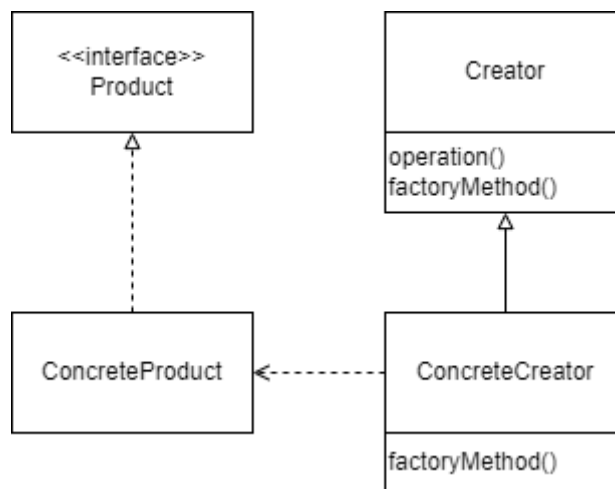 <<interface>>
Product
Creator
operation()
factoryMethod()
ConcreteProduct
ConcreteCreator
factoryMethod()